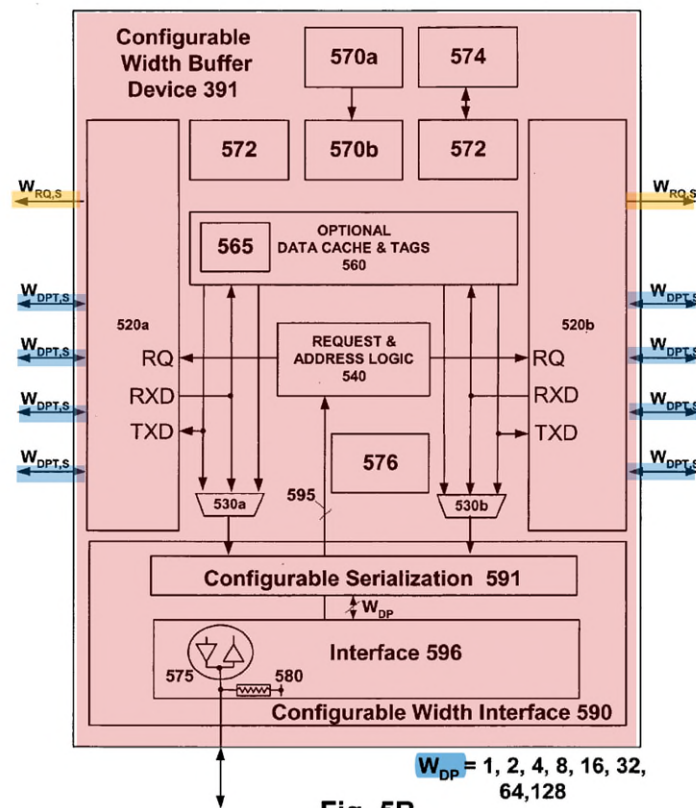 Configurable
Width Buffer
Device 391
570a
574
572
570b
572
W_RQ,S
W_RQ,S
565
OPTIONAL
DATA CACHE & TAGS
560
W_DPT,S
W_DPT,S
520a
520b
W_DPT,S
RQ
REQUEST &
ADDRESS LOGIC
540
RQ
W_DPT,S
RXD
RXD
W_DPT,S
W_DPT,S
TXD
TXD
576
W_DPT,S
W_DPT,S
530a
595
530b
Configurable Serialization 591
W_DP
Interface 596
575
580
Configurable Width Interface 590
W_DP = 1, 2, 4, 8, 16, 32,
64,128
Fig. 5B